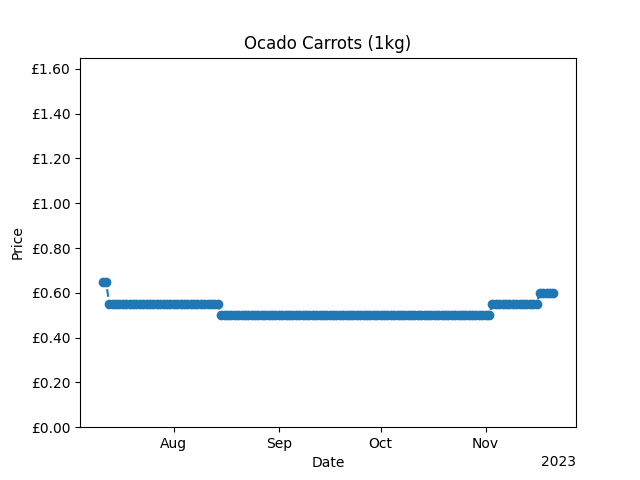 Ocado Carrots (1kg)
£1.60
£1.40
£1.20
£1.00
£0.80
£0.60
£0.40
£0.20
£0.00
Price
Aug Sep Oct Nov
Date
2023